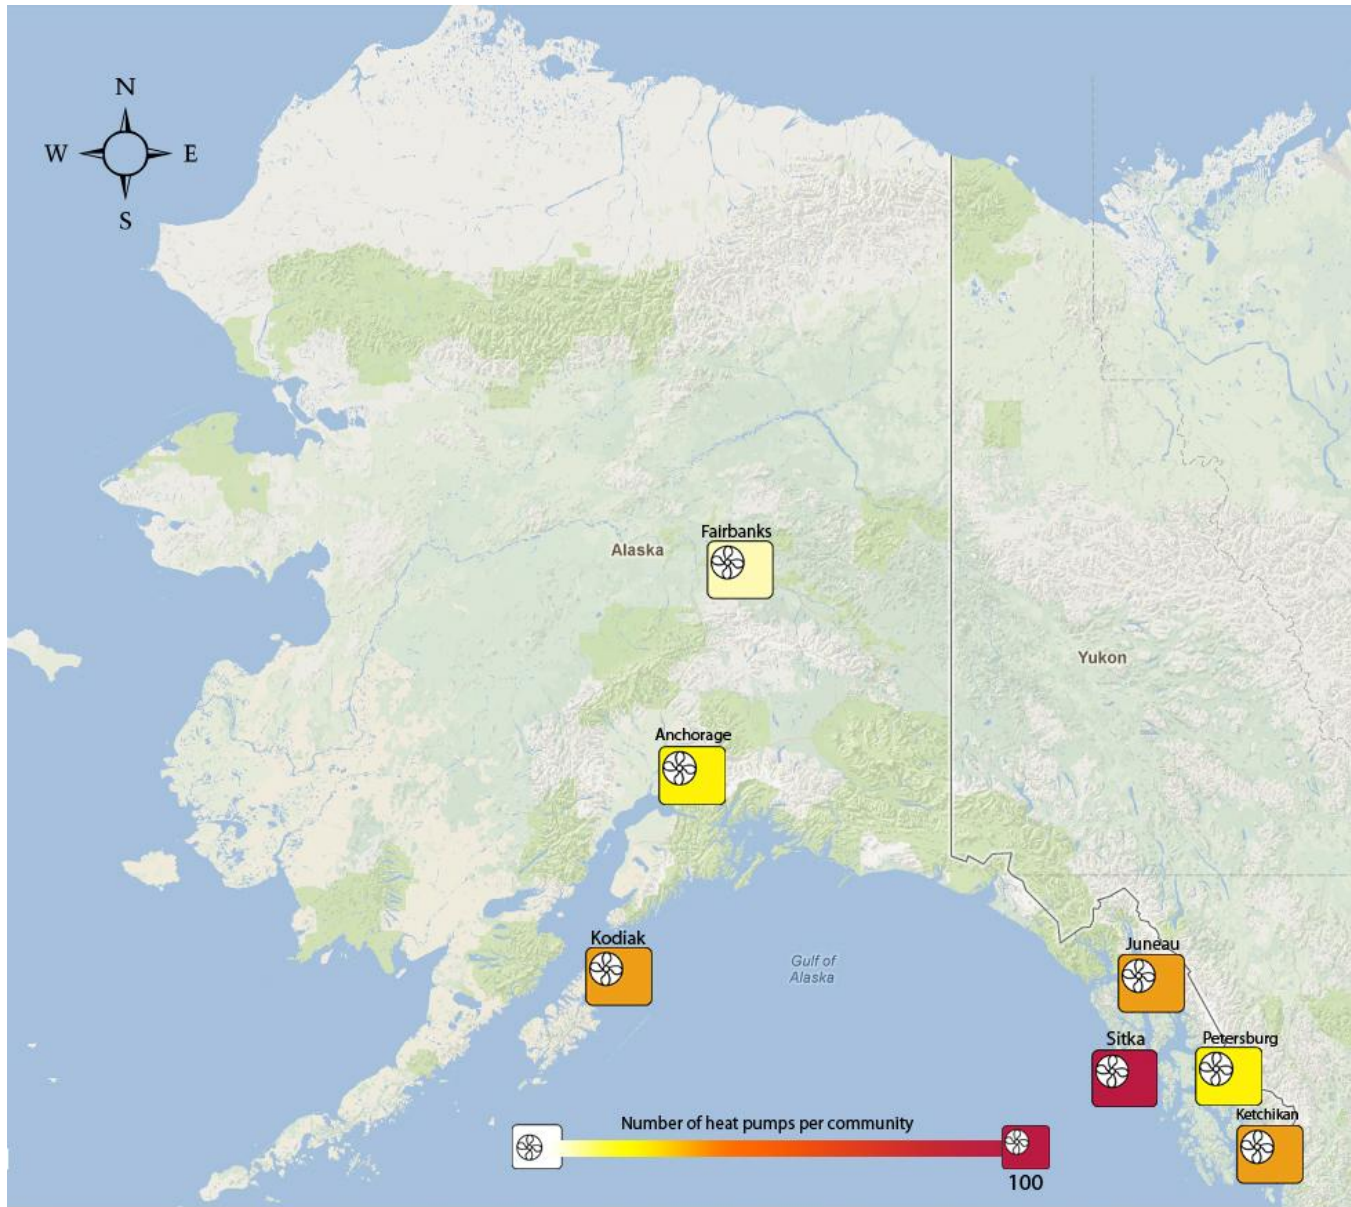 N
W
E
S
Fairbanks
Alaska
Yukon
Anchorage
Kodiak
Gulf of
Alaska
Juneau
Sitka
Petersburg
Ketchikan
Number of heat pumps per community
100